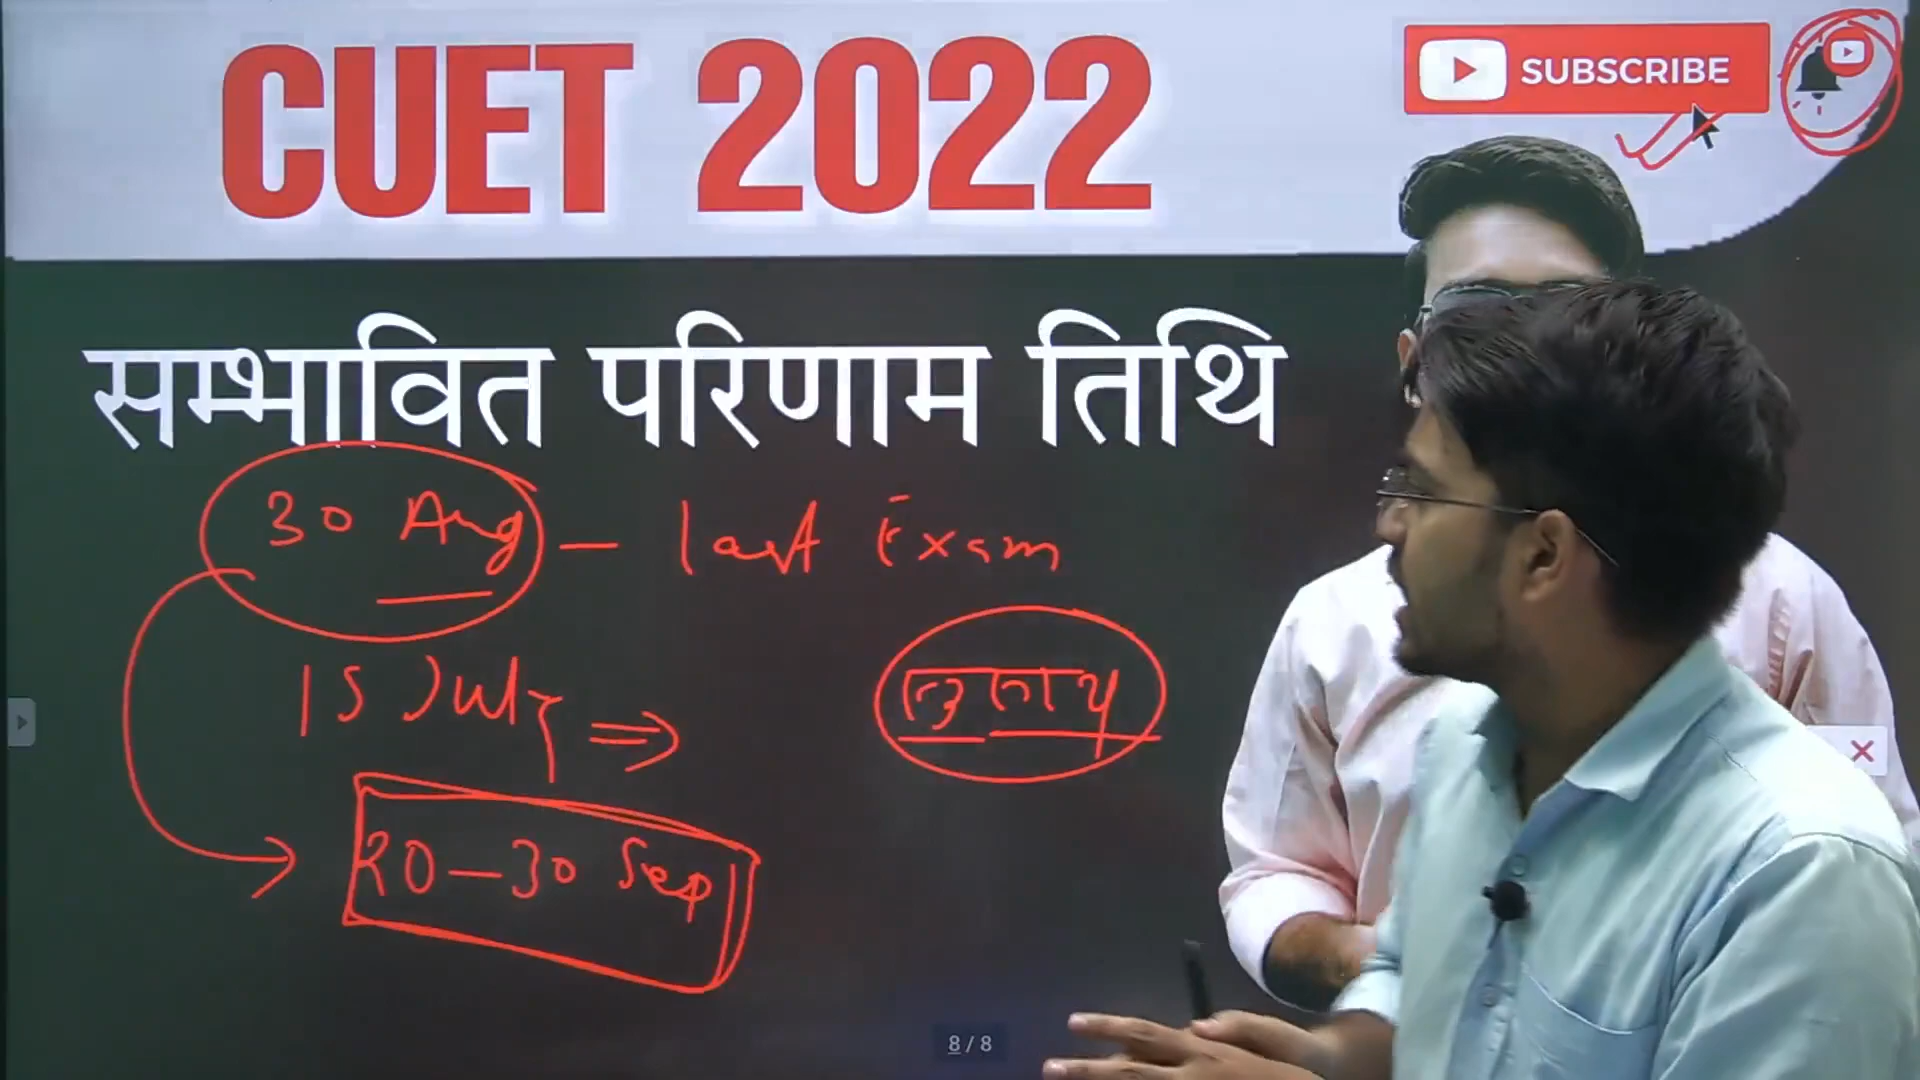 CUET 2022
SUBSCRIBE
सम्भावित परिणाम तिथि
30 Aug — last Exam
15 July ⇒
20 – 30 Sep
8 / 8